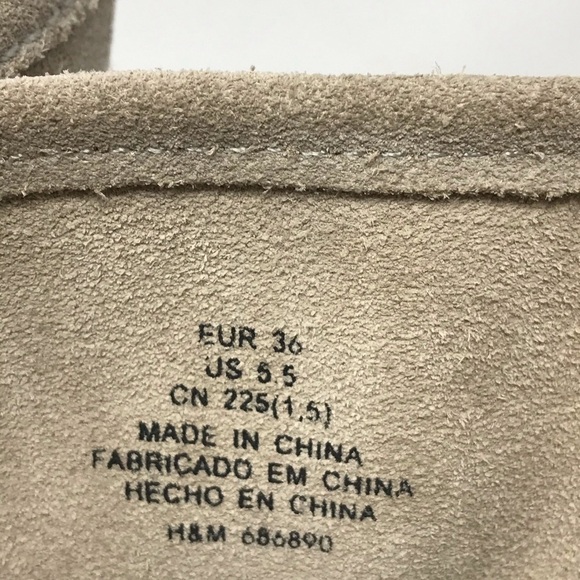 EUR 36
US 5.5
CN 225(1,5)
MADE IN CHINA
FABRICADO EM CHINA
HECHO EN CHINA
H&M 686890